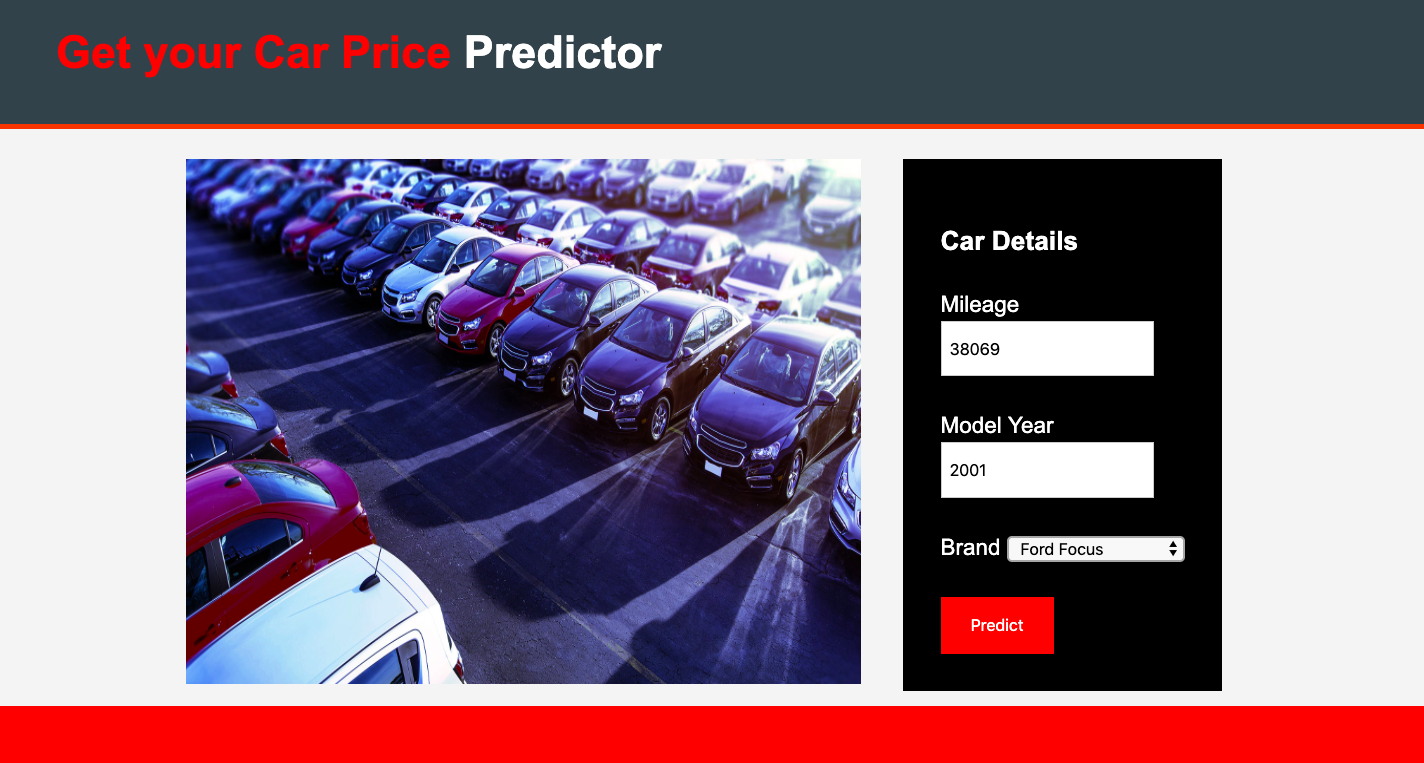 Get your Car Price Predictor
Car Details
Mileage
38069
Model Year
2001
Brand Ford Focus
Predict